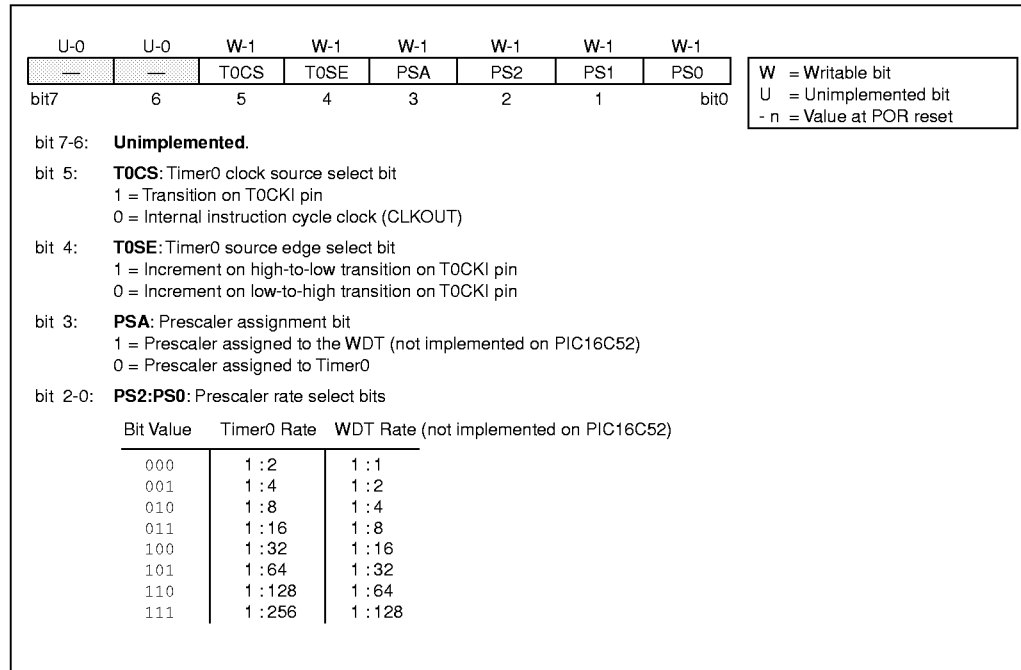 U-0 U-0 W-1 W-1 W-1 W-1 W-1 W-1
— — T0CS T0SE PSA PS2 PS1 PS0
bit7 6 5 4 3 2 1 bit0
W = Writable bit
U = Unimplemented bit
- n = Value at POR reset
bit 7-6: Unimplemented.
bit 5: T0CS: Timer0 clock source select bit
1 = Transition on T0CKI pin
0 = Internal instruction cycle clock (CLKOUT)
bit 4: T0SE: Timer0 source edge select bit
1 = Increment on high-to-low transition on T0CKI pin
0 = Increment on low-to-high transition on T0CKI pin
bit 3: PSA: Prescaler assignment bit
1 = Prescaler assigned to the WDT (not implemented on PIC16C52)
0 = Prescaler assigned to Timer0
bit 2-0: PS2:PS0: Prescaler rate select bits
Bit Value Timer0 Rate WDT Rate (not implemented on PIC16C52)
000 1 : 2 1 : 1
001 1 : 4 1 : 2
010 1 : 8 1 : 4
011 1 : 16 1 : 8
100 1 : 32 1 : 16
101 1 : 64 1 : 32
110 1 : 128 1 : 64
111 1 : 256 1 : 128